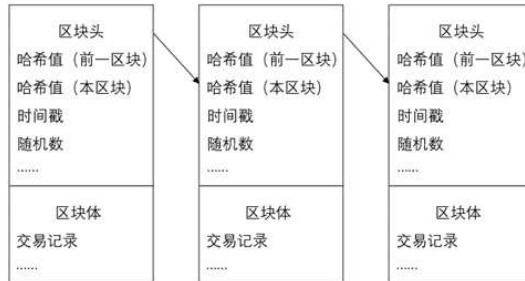 区块头
哈希值（前一区块）
哈希值（本区块）
时间戳
随机数
......
区块体
交易记录
......
区块头
哈希值（前一区块）
哈希值（本区块）
时间戳
随机数
......
区块体
交易记录
......
区块头
哈希值（前一区块）
哈希值（本区块）
时间戳
随机数
......
区块体
交易记录
......